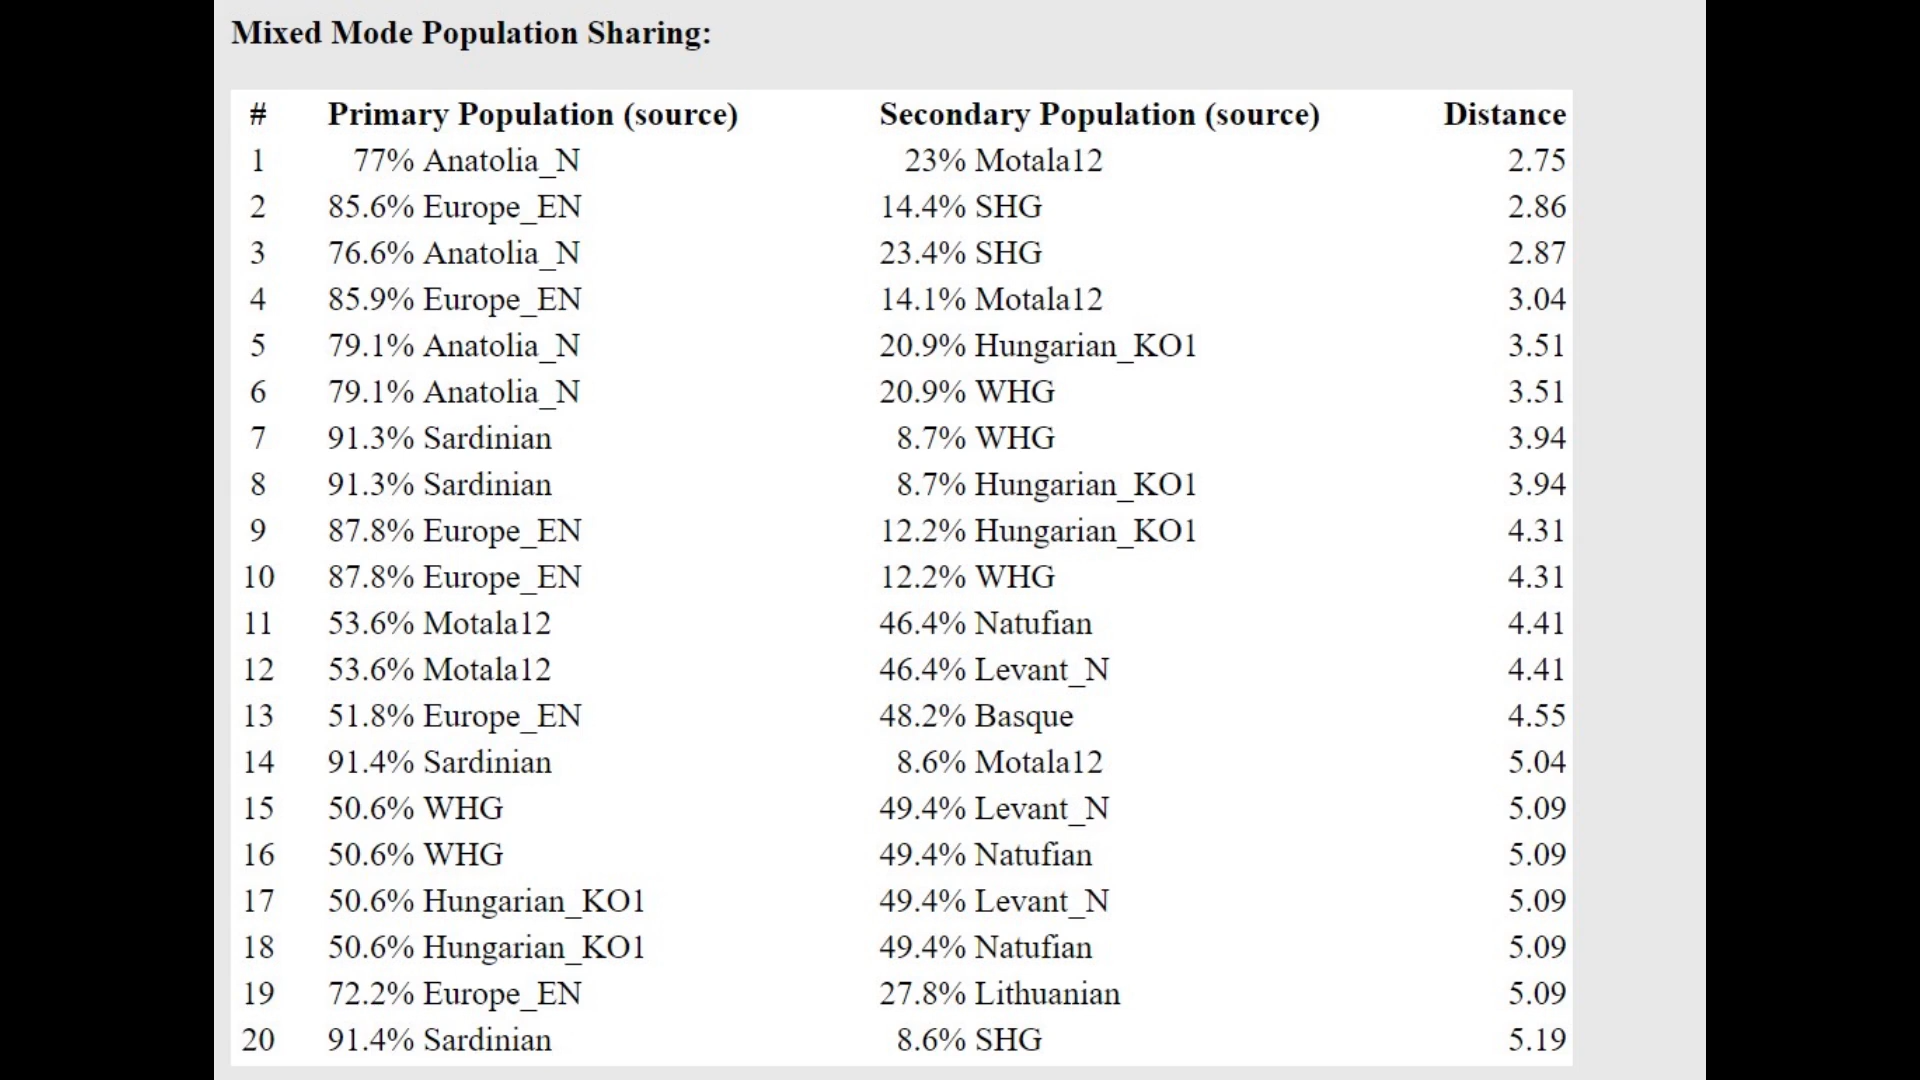 Mixed Mode Population Sharing:
# Primary Population (source) Secondary Population (source) Distance
1 77% Anatolia_N 23% Motala12 2.75
2 85.6% Europe_EN 14.4% SHG 2.86
3 76.6% Anatolia_N 23.4% SHG 2.87
4 85.9% Europe_EN 14.1% Motala12 3.04
5 79.1% Anatolia_N 20.9% Hungarian_KO1 3.51
6 79.1% Anatolia_N 20.9% WHG 3.51
7 91.3% Sardinian 8.7% WHG 3.94
8 91.3% Sardinian 8.7% Hungarian_KO1 3.94
9 87.8% Europe_EN 12.2% Hungarian_KO1 4.31
10 87.8% Europe_EN 12.2% WHG 4.31
11 53.6% Motala12 46.4% Natufian 4.41
12 53.6% Motala12 46.4% Levant_N 4.41
13 51.8% Europe_EN 48.2% Basque 4.55
14 91.4% Sardinian 8.6% Motala12 5.04
15 50.6% WHG 49.4% Levant_N 5.09
16 50.6% WHG 49.4% Natufian 5.09
17 50.6% Hungarian_KO1 49.4% Levant_N 5.09
18 50.6% Hungarian_KO1 49.4% Natufian 5.09
19 72.2% Europe_EN 27.8% Lithuanian 5.09
20 91.4% Sardinian 8.6% SHG 5.19